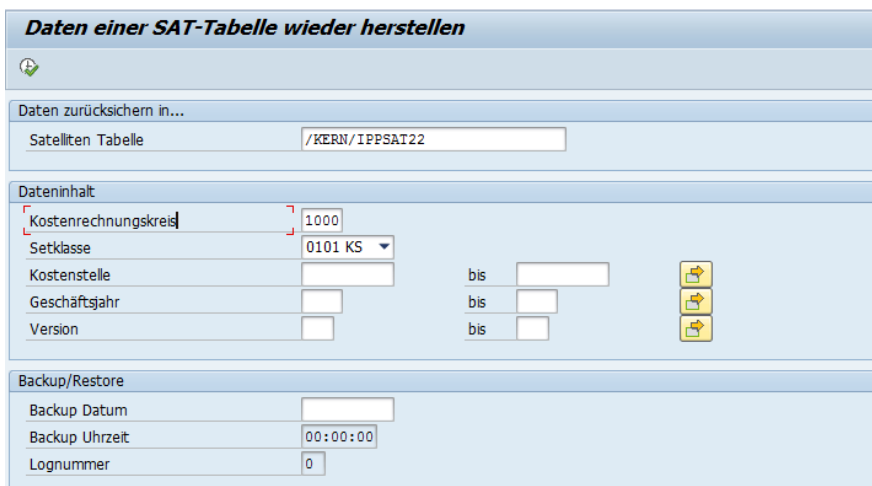 Daten einer SAT-Tabelle wieder herstellen
Daten zurücksichern in...
Satelliten Tabelle /KERN/IPPSAT22
Dateninhalt
Kostenrechnungskreis 1000
Setklasse 0101 KS
Kostenstelle bis
Geschäftsjahr bis
Version bis
Backup/Restore
Backup Datum
Backup Uhrzeit 00:00:00
Lognummer 0